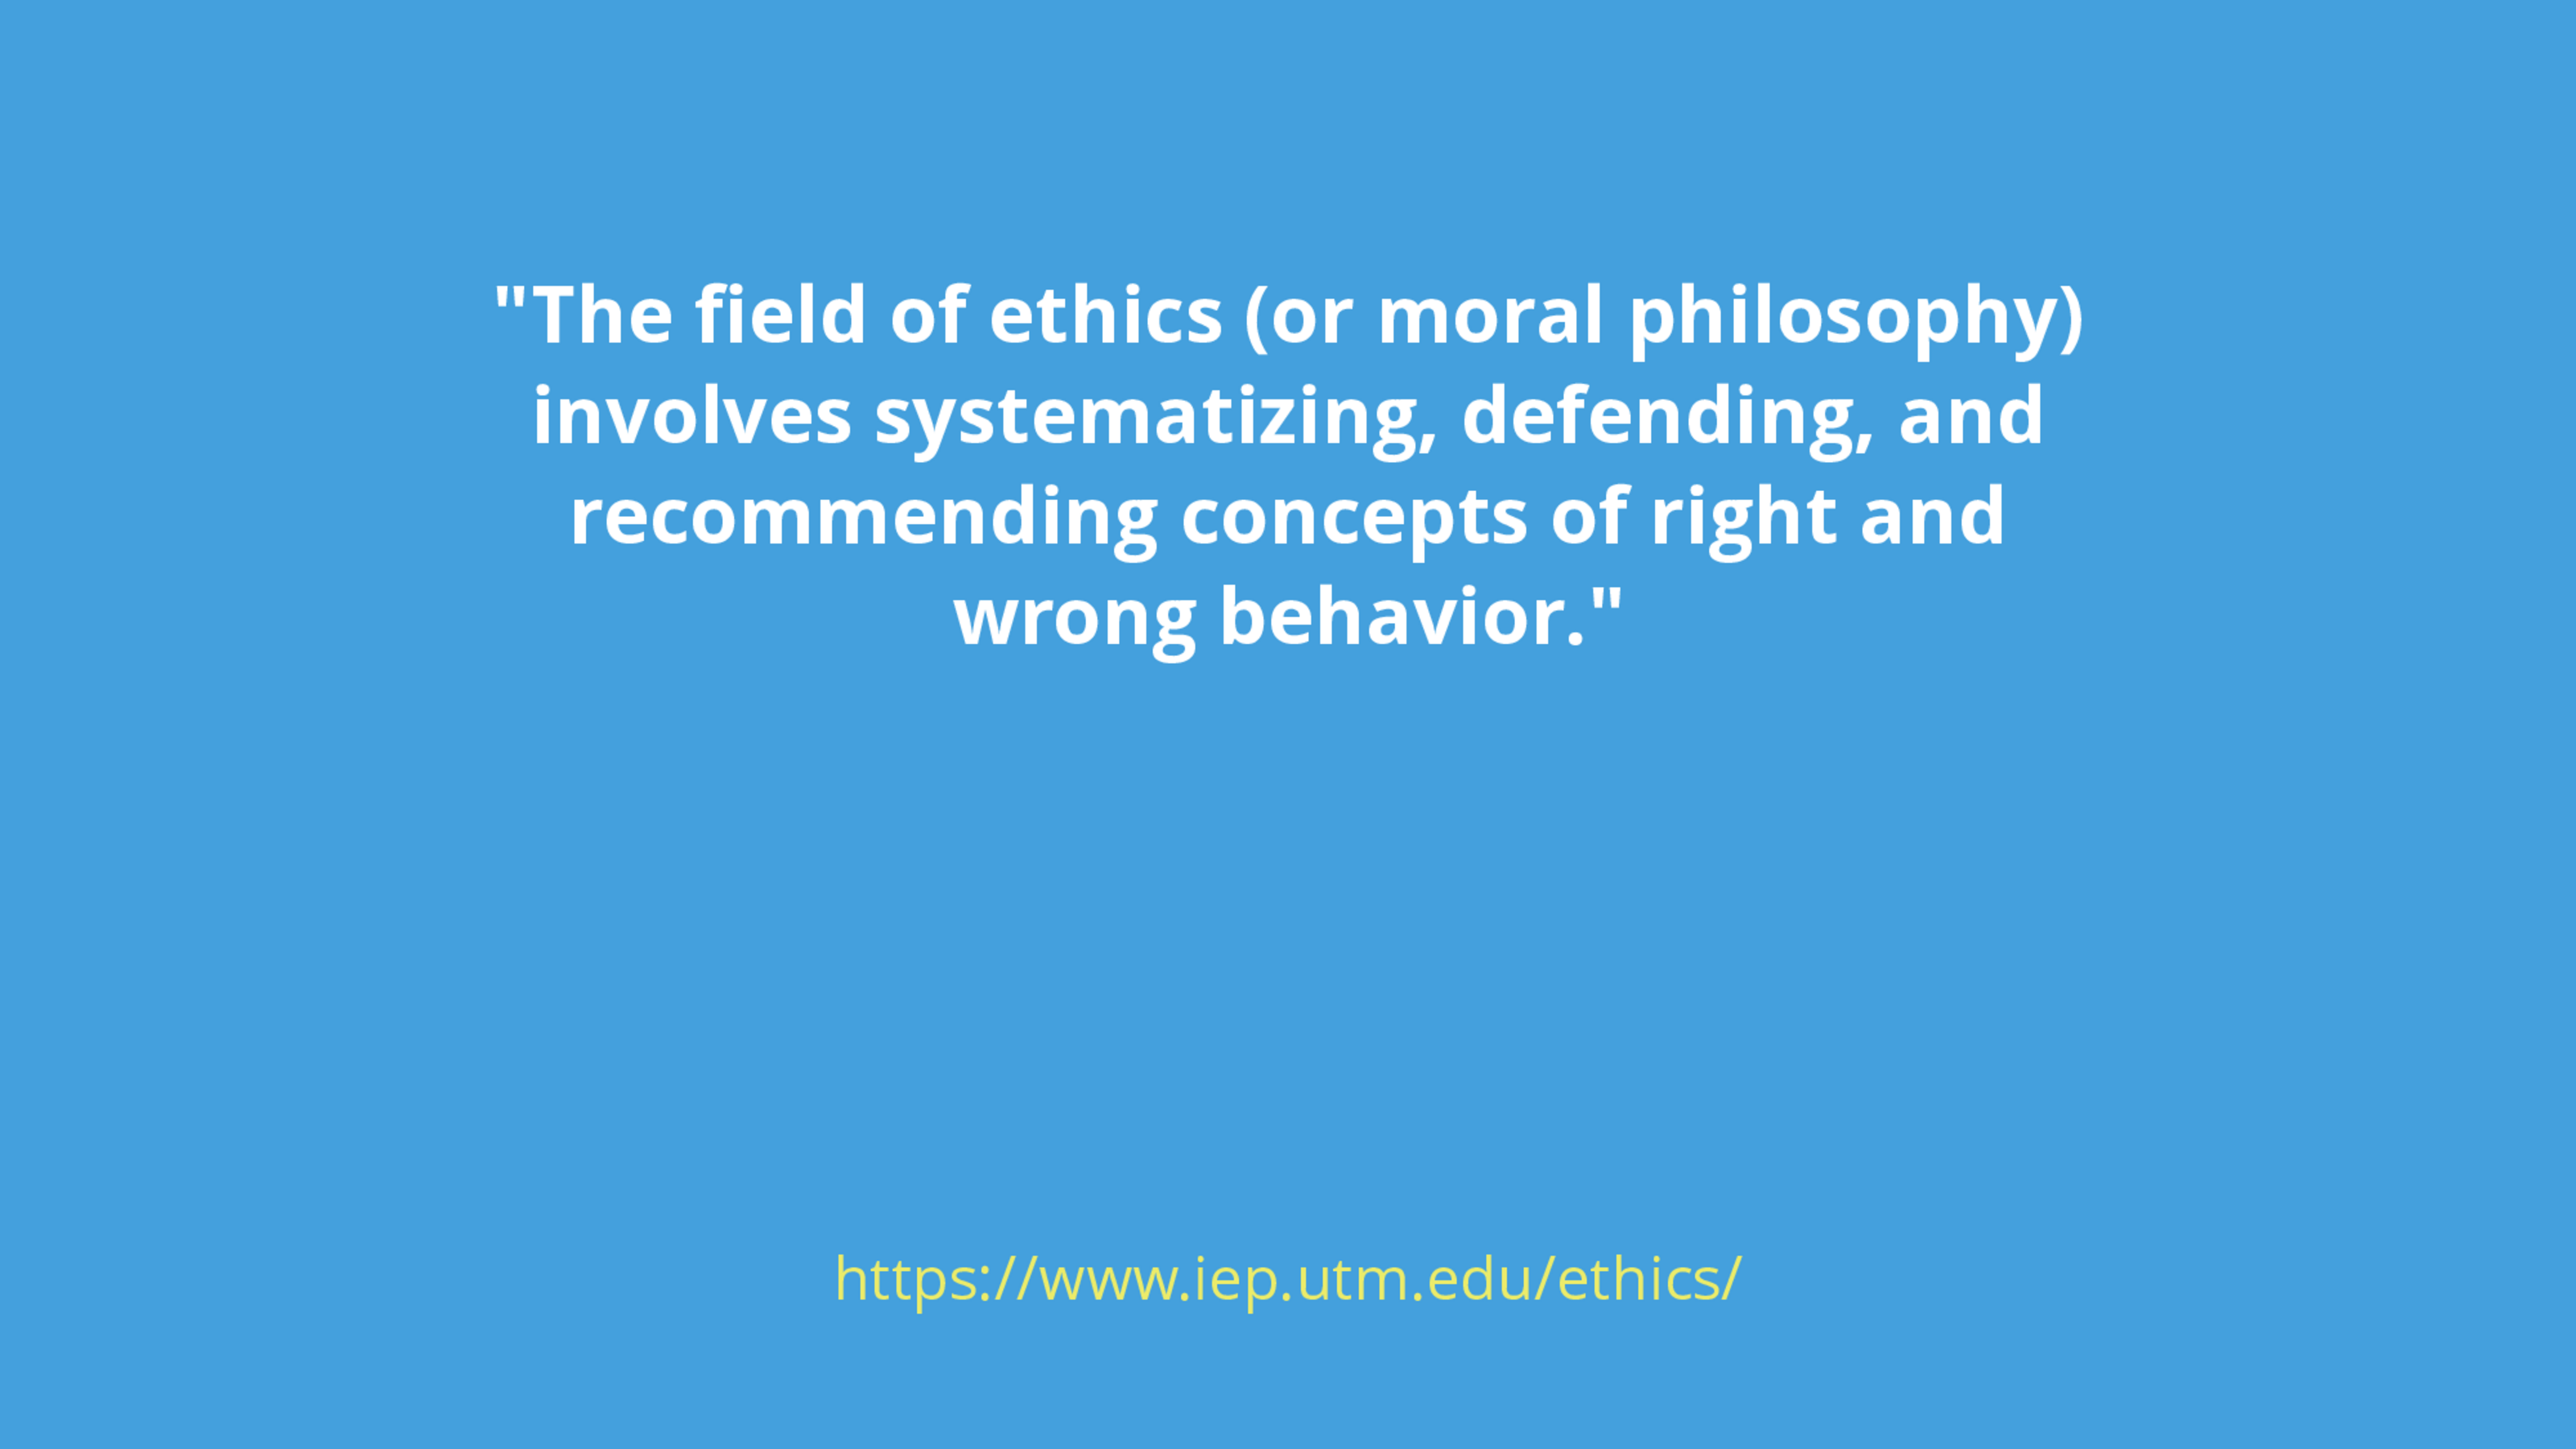 "The field of ethics (or moral philosophy)
involves systematizing, defending, and
recommending concepts of right and
wrong behavior."
https://www.iep.utm.edu/ethics/